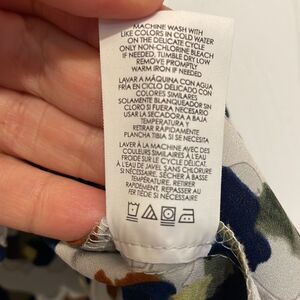 MACHINE WASH WITH
LIKE COLORS IN COLD WATER
ON THE DELICATE CYCLE
ONLY NON-CHLORINE BLEACH
IF NEEDED, TUMBLE DRY LOW
REMOVE PROMPTLY
WARM IRON IF NEEDED
LAVAR A MÁQUINA CON AGUA
FRÍA EN CICLO DELICADO CON
COLORES SIMILARES
SOLAMENTE BLANQUEADOR SIN
CLORO SI ES NECESARIO
USAR LA SECADORA A BAJA
TEMPERATURA Y
RETIRAR RÁPIDAMENTE
PLANCHA TIBIA SI SE NECESITA
LAVER À LA MACHINE AVEC DES
COULEURS SIMILAIRES À L'EAU
FROIDE SUR LE CYCLE DÉLICAT.
À L'EAU DE JAVEL SANS CHLORE
SI NÉCESSAIRE, SÉCHER À BASSE
TEMPÉRATURE, RETIRER
RAPIDEMENT, REPASSER AU
FER TIÈDE SI NÉCESSAIRE